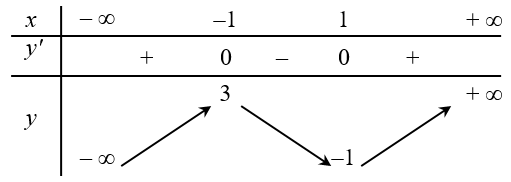 x − ∞ −1 1 + ∞
y′ + 0 − 0 +
3 + ∞
y
− ∞ −1